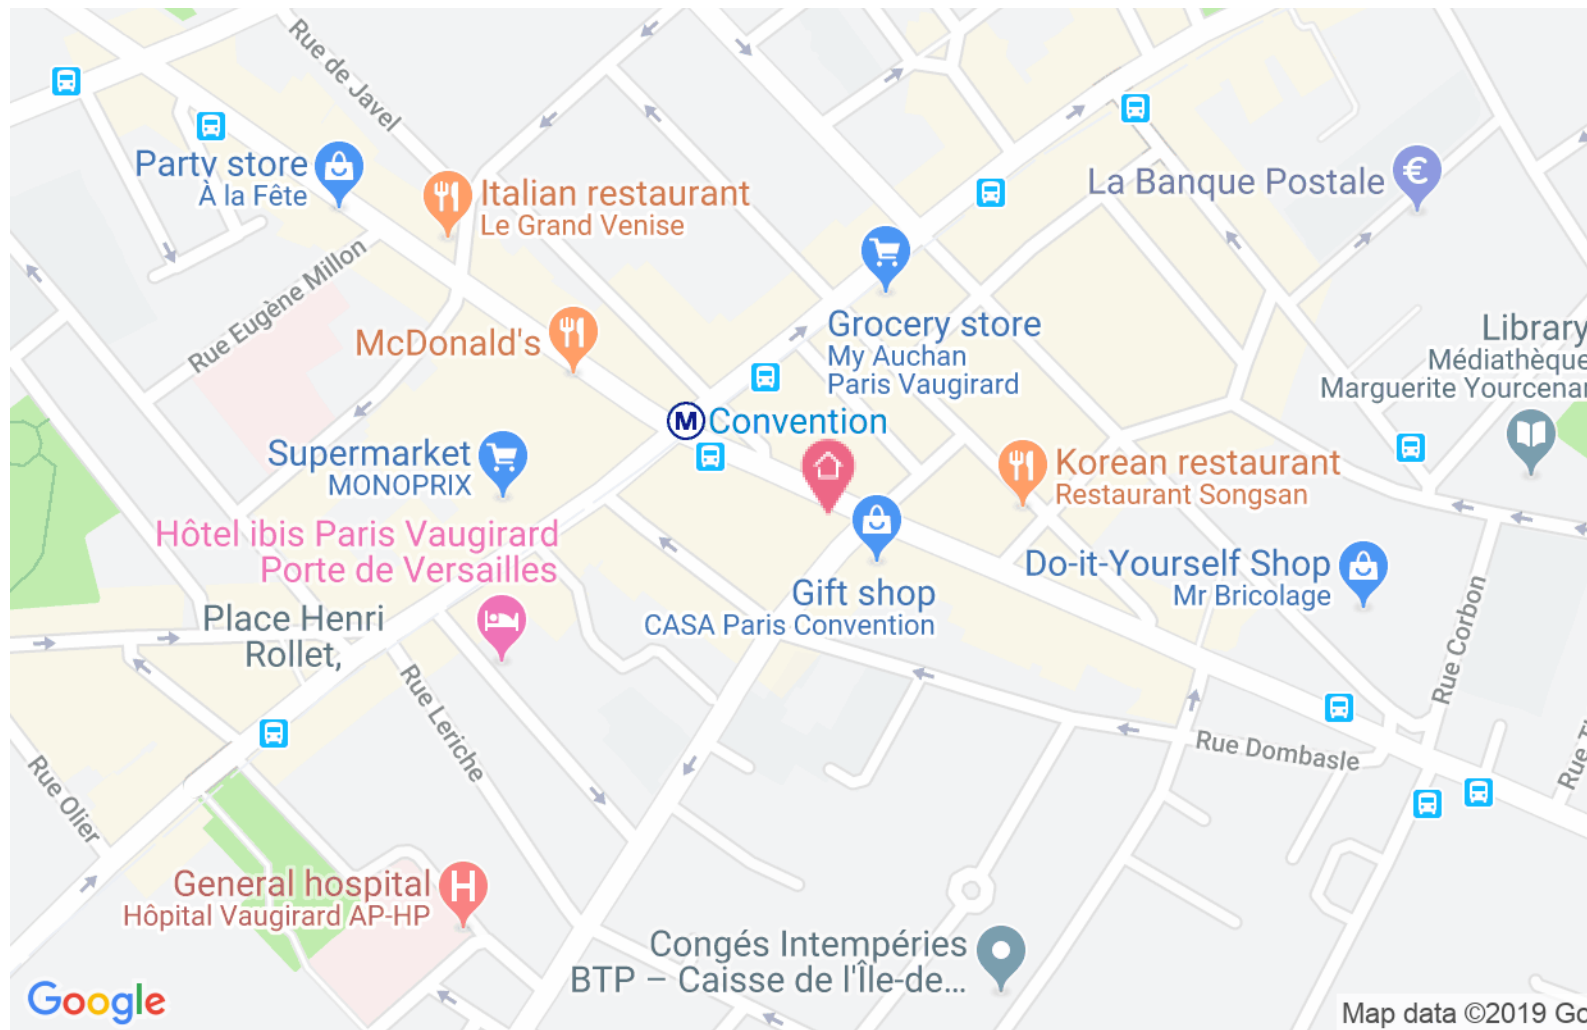 Rue de Javel
Party store
À la Fête
Italian restaurant
Le Grand Venise
La Banque Postale
Rue Eugène Millon
McDonald's
Grocery store
My Auchan
Paris Vaugirard
Library
Médiathèque
Marguerite Yourcenar
M Convention
Supermarket
MONOPRIX
Korean restaurant
Restaurant Songsan
Hôtel ibis Paris Vaugirard
Porte de Versailles
Do-it-Yourself Shop
Mr Bricolage
Gift shop
CASA Paris Convention
Place Henri
Rollet,
Rue Corbon
Rue Leriche
Rue Dombasle
Rue
Rue Olier
General hospital
H
Hôpital Vaugirard AP-HP
Congés Intempéries
BTP – Caisse de l'Île-de...
Google
Map data ©2019 Go